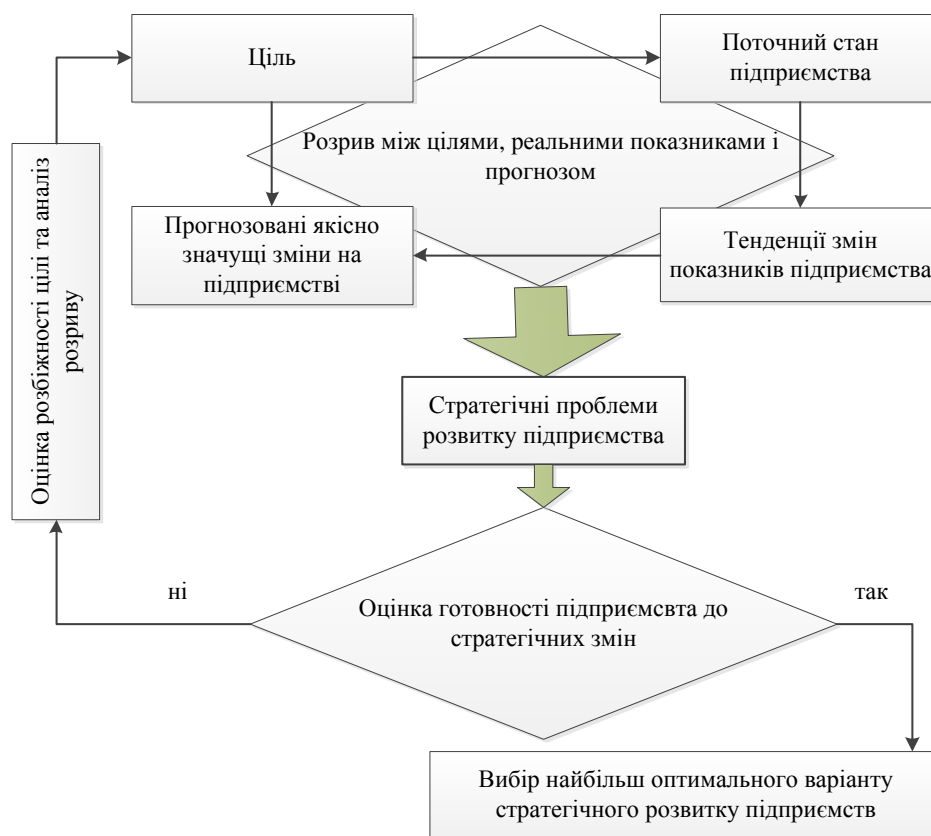 Ціль
Поточний стан
підприємства
Розрив між цілями, реальними показниками і
прогнозом
Прогнозовані якісно
значущі зміни на
підприємстві
Тенденції змін
показників підприємства
Оцінка розбіжності цілі та аналіз
розриву
Стратегічні проблеми
розвитку підприємства
ні
так
Оцінка готовності підприємсвта до
стратегічних змін
Вибір найбільш оптимального варіанту
стратегічного розвитку підприємств